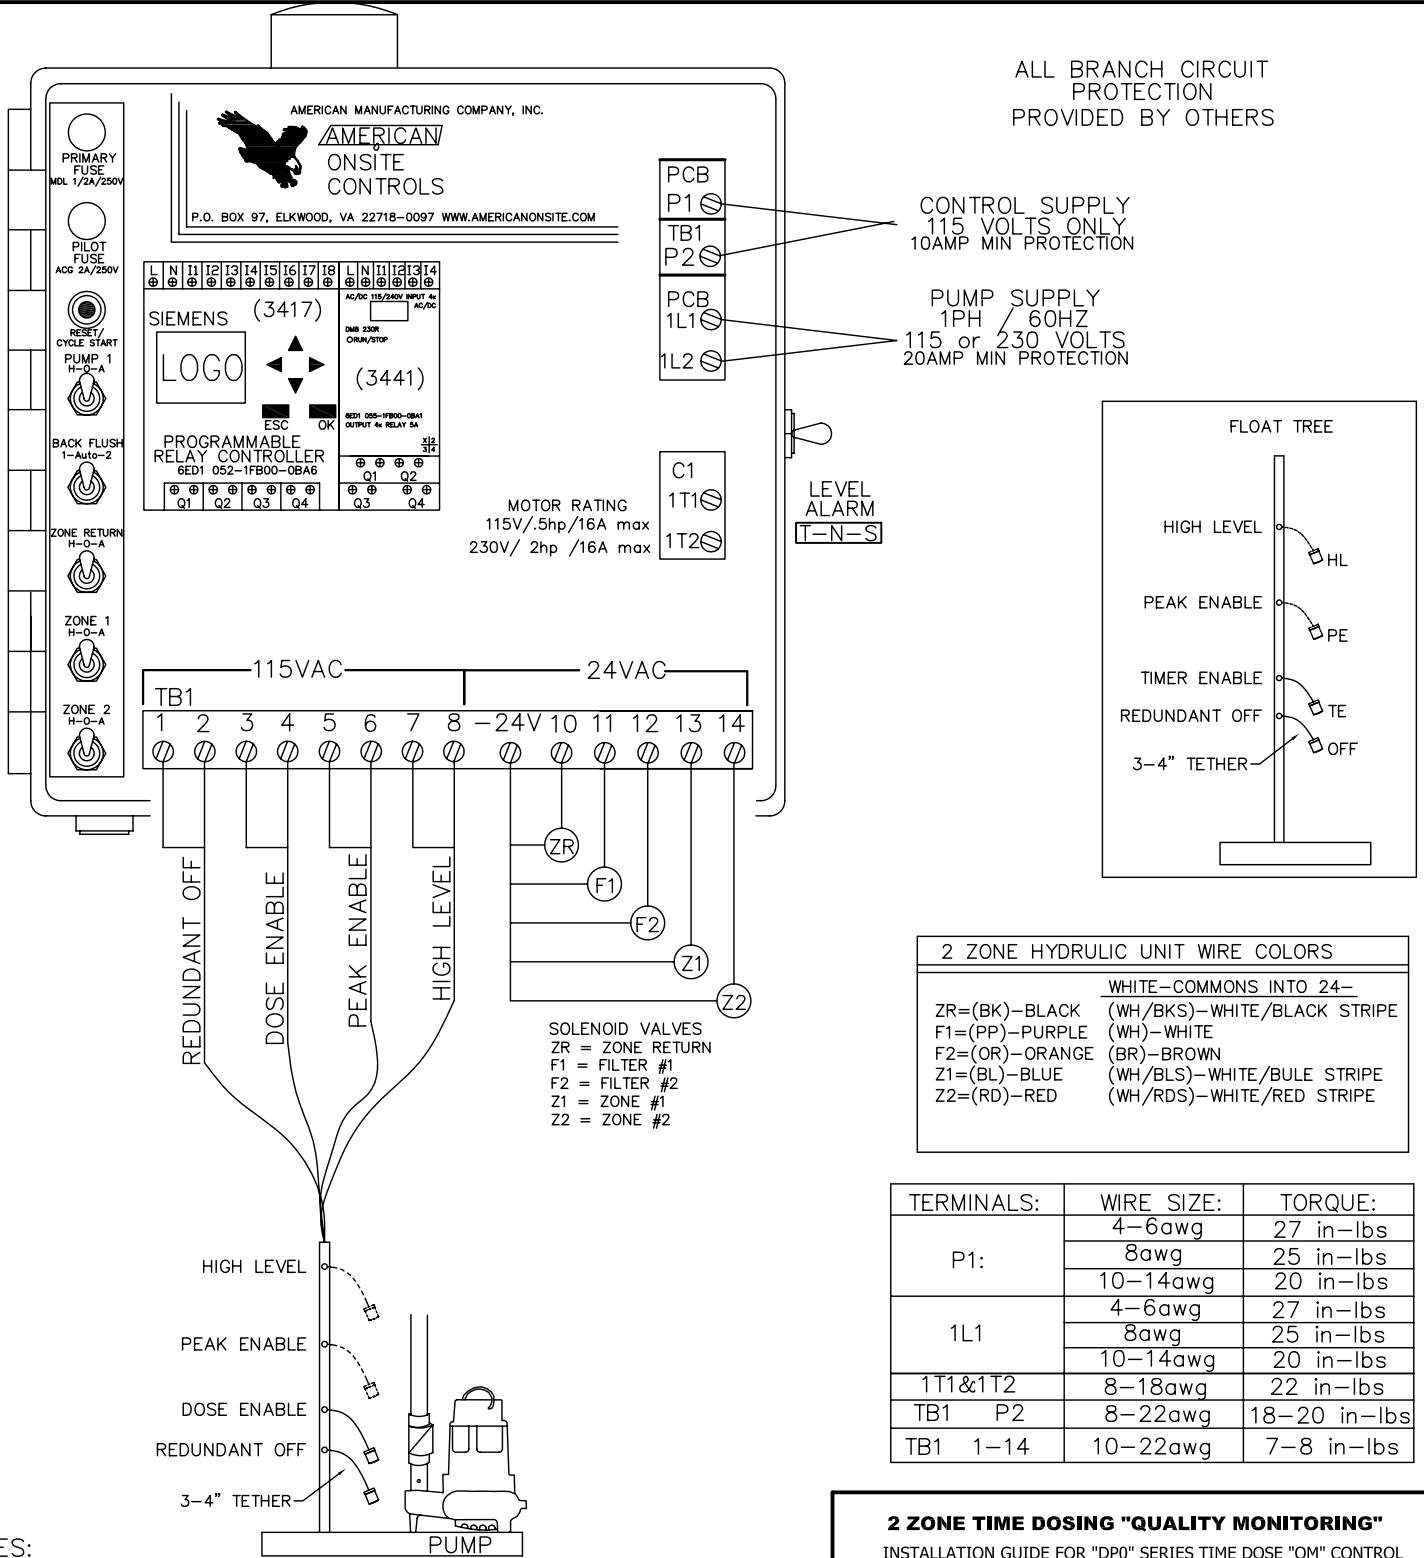 ALL BRANCH CIRCUIT
PROTECTION
PROVIDED BY OTHERS
AMERICAN MANUFACTURING COMPANY, INC.
AMERICAN
ONSITE
CONTROLS
P.O. BOX 97, ELKWOOD, VA 22718-0097 WWW.AMERICANONSITE.COM
PRIMARY
FUSE
MDL 1/2A/250V
PILOT
FUSE
ACG 2A/250V
RESET/
CYCLE START
PUMP 1
H-O-A
BACK FLUSH
1-Auto-2
ZONE RETURN
H-O-A
ZONE 1
H-O-A
ZONE 2
H-O-A
L N I1 I2 I3 I4 I5 I6 I7 I8
L N I1 I2 I3 I4
SIEMENS
(3417)
LOGO
ESC OK
PROGRAMMABLE
RELAY CONTROLLER
6ED1 052-1FB00-0BA6
Q1 Q2 Q3 Q4
AC/DC 115/240V INPUT 4x
AC/DC
DM8 230R
RUN/STOP
(3441)
6ED1 055-1FB00-0BA1
OUTPUT 4x RELAY 5A
X 2
3 4
Q1 Q2
Q3 Q4
PCB
P1
TB1
P2
PCB
1L1
1L2
CONTROL SUPPLY
115 VOLTS ONLY
10AMP MIN PROTECTION
PUMP SUPPLY
1PH / 60HZ
115 or 230 VOLTS
20AMP MIN PROTECTION
MOTOR RATING
115V/.5hp/16A max
230V/ 2hp /16A max
C1
1T1
1T2
LEVEL
ALARM
T-N-S
FLOAT TREE
HIGH LEVEL
HL
PEAK ENABLE
PE
TIMER ENABLE
TE
REDUNDANT OFF
OFF
3-4" TETHER
115VAC
24VAC
TB1
1 2 3 4 5 6 7 8 -24V 10 11 12 13 14
REDUNDANT OFF
DOSE ENABLE
PEAK ENABLE
HIGH LEVEL
ZR
F1
F2
Z1
Z2
SOLENOID VALVES
ZR = ZONE RETURN
F1 = FILTER #1
F2 = FILTER #2
Z1 = ZONE #1
Z2 = ZONE #2
2 ZONE HYDRULIC UNIT WIRE COLORS
WHITE-COMMONS INTO 24-
ZR=(BK)-BLACK (WH/BKS)-WHITE/BLACK STRIPE
F1=(PP)-PURPLE (WH)-WHITE
F2=(OR)-ORANGE (BR)-BROWN
Z1=(BL)-BLUE (WH/BLS)-WHITE/BULE STRIPE
Z2=(RD)-RED (WH/RDS)-WHITE/RED STRIPE
TERMINALS: WIRE SIZE: TORQUE:
P1:
4-6awg 27 in-lbs
8awg 25 in-lbs
10-14awg 20 in-lbs
1L1
4-6awg 27 in-lbs
8awg 25 in-lbs
10-14awg 20 in-lbs
1T1&1T2 8-18awg 22 in-lbs
TB1 P2 8-22awg 18-20 in-lbs
TB1 1-14 10-22awg 7-8 in-lbs
HIGH LEVEL
PEAK ENABLE
DOSE ENABLE
REDUNDANT OFF
3-4" TETHER
PUMP
ES:
2 ZONE TIME DOSING "QUALITY MONITORING"
INSTALLATION GUIDE FOR "DP0" SERIES TIME DOSE "QM" CONTROL